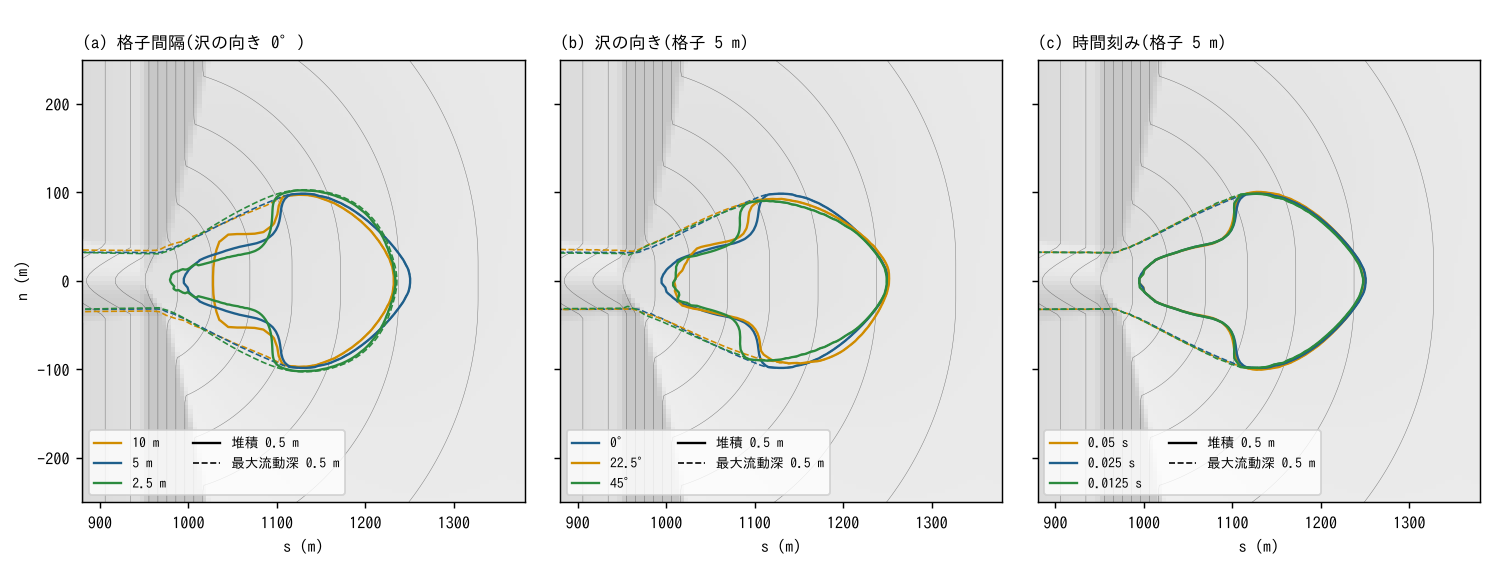 (a) 格子間隔(沢の向き 0° )
(b) 沢の向き(格子 5 m)
(c) 時間刻み(格子 5 m)
n (m)
200
100
0
-100
-200
10 m
5 m
2.5 m
堆積 0.5 m
最大流動深 0.5 m
0°
22.5°
45°
堆積 0.5 m
最大流動深 0.5 m
0.05 s
0.025 s
0.0125 s
堆積 0.5 m
最大流動深 0.5 m
900 1000 1100 1200 1300
900 1000 1100 1200 1300
900 1000 1100 1200 1300
s (m)
s (m)
s (m)